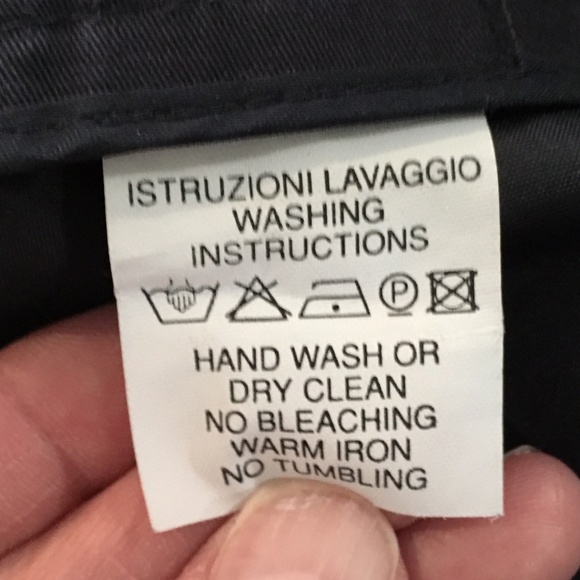 ISTRUZIONI LAVAGGIO
WASHING
INSTRUCTIONS
P
HAND WASH OR
DRY CLEAN
NO BLEACHING
WARM IRON
NO TUMBLING